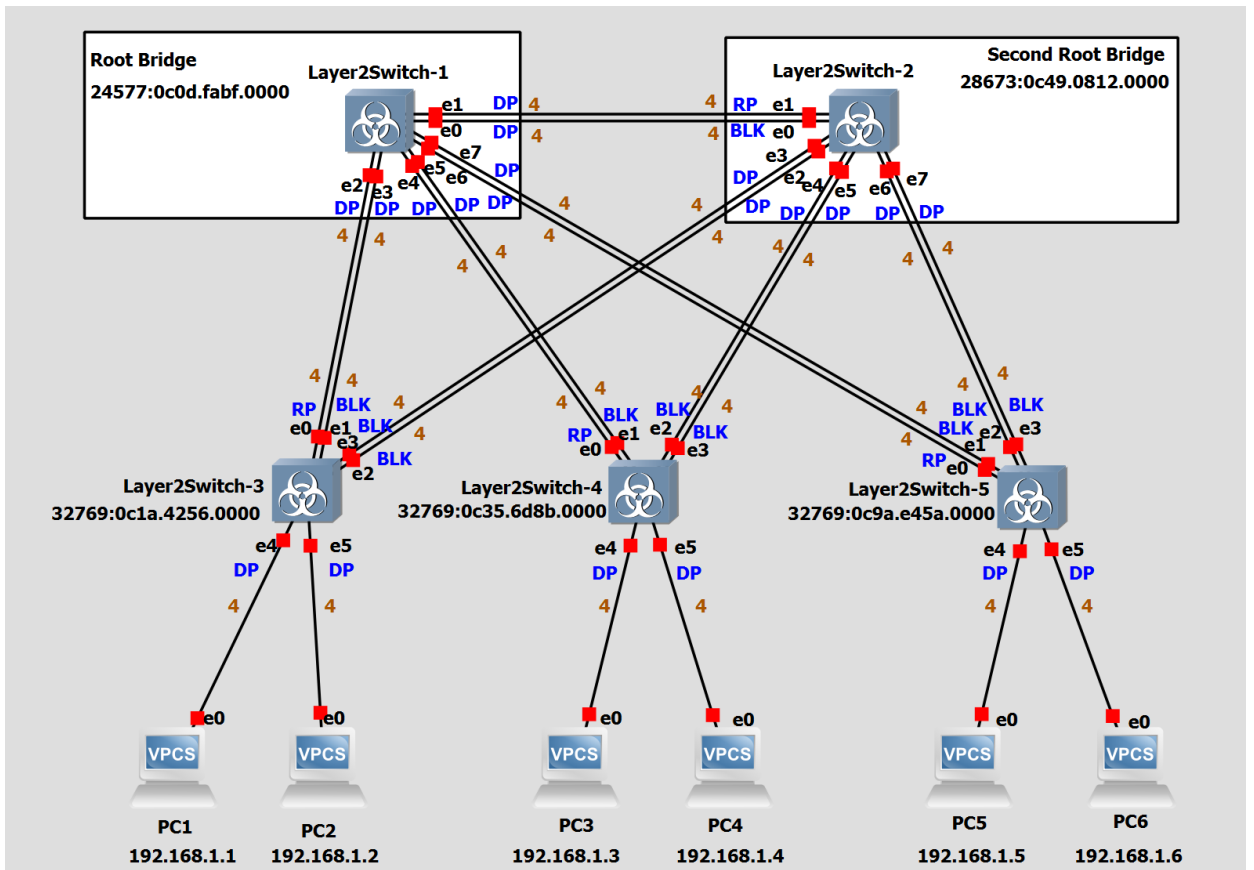 Root Bridge
24577:0c0d.fabf.0000
Layer2Switch-1
Second Root Bridge
28673:0c49.0812.0000
Layer2Switch-2
e1 DP 4
e0 DP 4
4 RP e1
4 BLK e0
e7 DP
e5 e6
e4
e2 e3
DP DP DP DP DP
4 4 4 4 4 4
e3 DP
e2 DP
e4 e5 e6 e7
DP DP DP DP
4 4 4 4 4 4
4 4
RP BLK
e0 e1
BLK 4
e3
BLK 4
e2
Layer2Switch-3
32769:0c1a.4256.0000
4 4
RP BLK
e0 e1
4 4
BLK BLK
e2 e3
Layer2Switch-4
32769:0c35.6d8b.0000
4 4
RP BLK
e0 e1
4 4
BLK BLK
e2 e3
Layer2Switch-5
32769:0c9a.e45a.0000
e4 e5
DP DP
4 4
e4 e5
DP DP
4 4
e4 e5
DP DP
4 4
e0 e0 e0 e0 e0 e0
VPCS VPCS VPCS VPCS VPCS VPCS
PC1 PC2 PC3 PC4 PC5 PC6
192.168.1.1 192.168.1.2 192.168.1.3 192.168.1.4 192.168.1.5 192.168.1.6